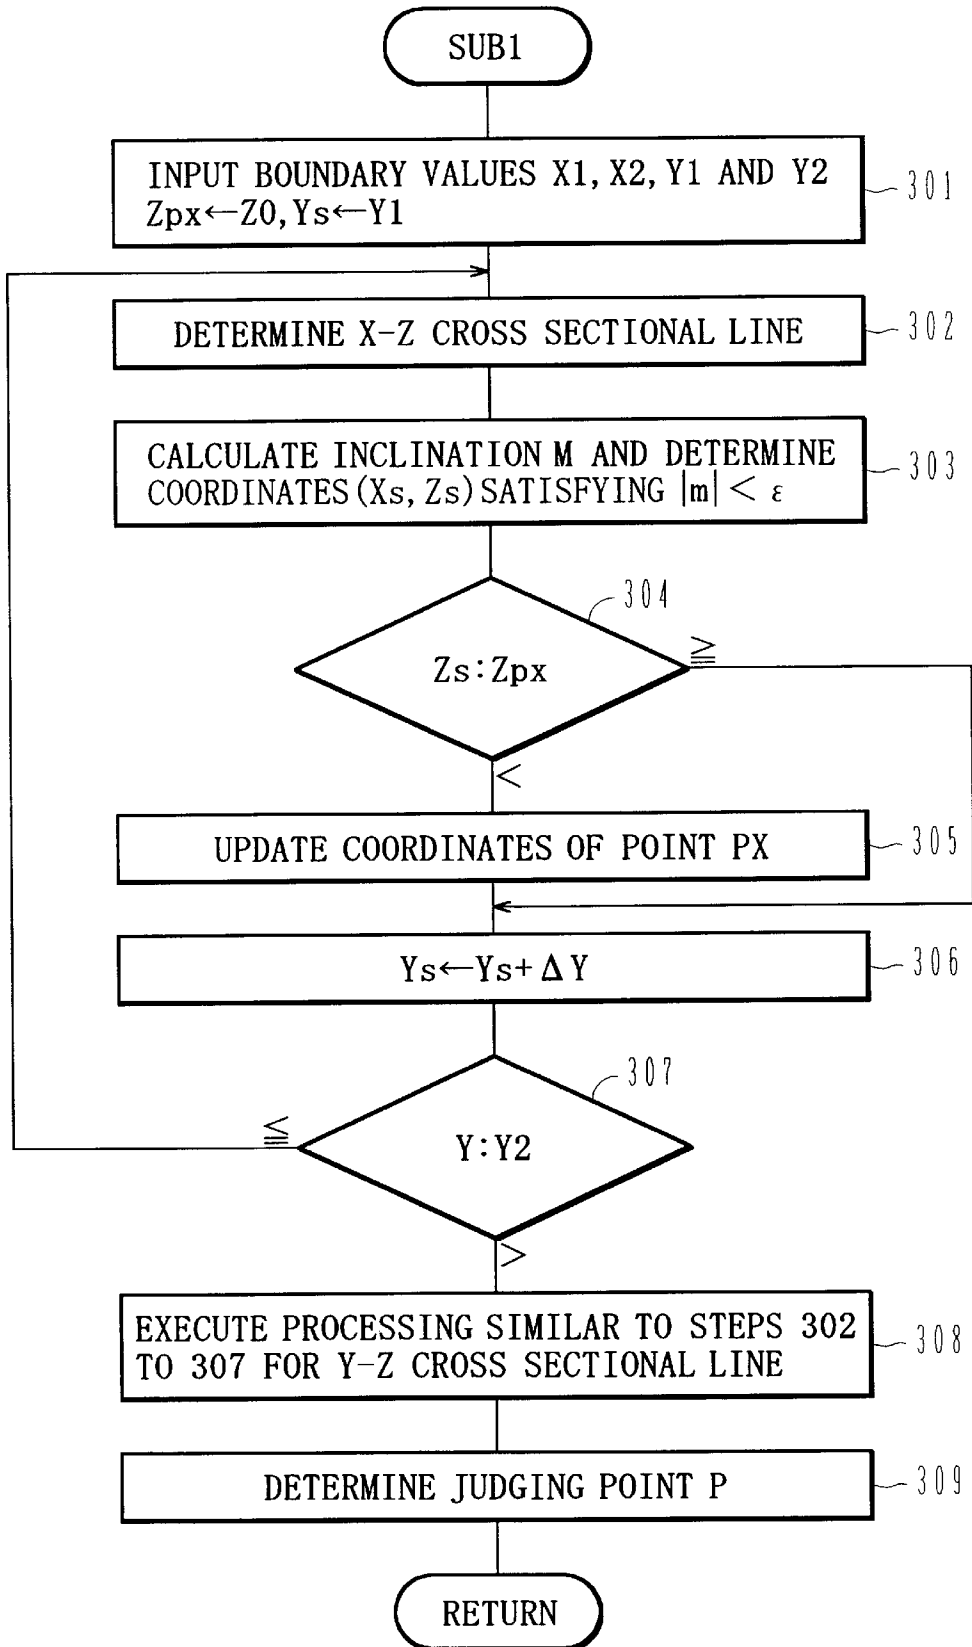 SUB1
INPUT BOUNDARY VALUES X1, X2, Y1 AND Y2
Zpx←Z0, Ys←Y1
301
DETERMINE X-Z CROSS SECTIONAL LINE
302
CALCULATE INCLINATION M AND DETERMINE
COORDINATES (Xs, Zs) SATISFYING |m| < ε
303
304
Zs:Zpx
≧
<
UPDATE COORDINATES OF POINT PX
305
Ys←Ys+ΔY
306
307
Y:Y2
≦
>
EXECUTE PROCESSING SIMILAR TO STEPS 302
TO 307 FOR Y-Z CROSS SECTIONAL LINE
308
DETERMINE JUDGING POINT P
309
RETURN